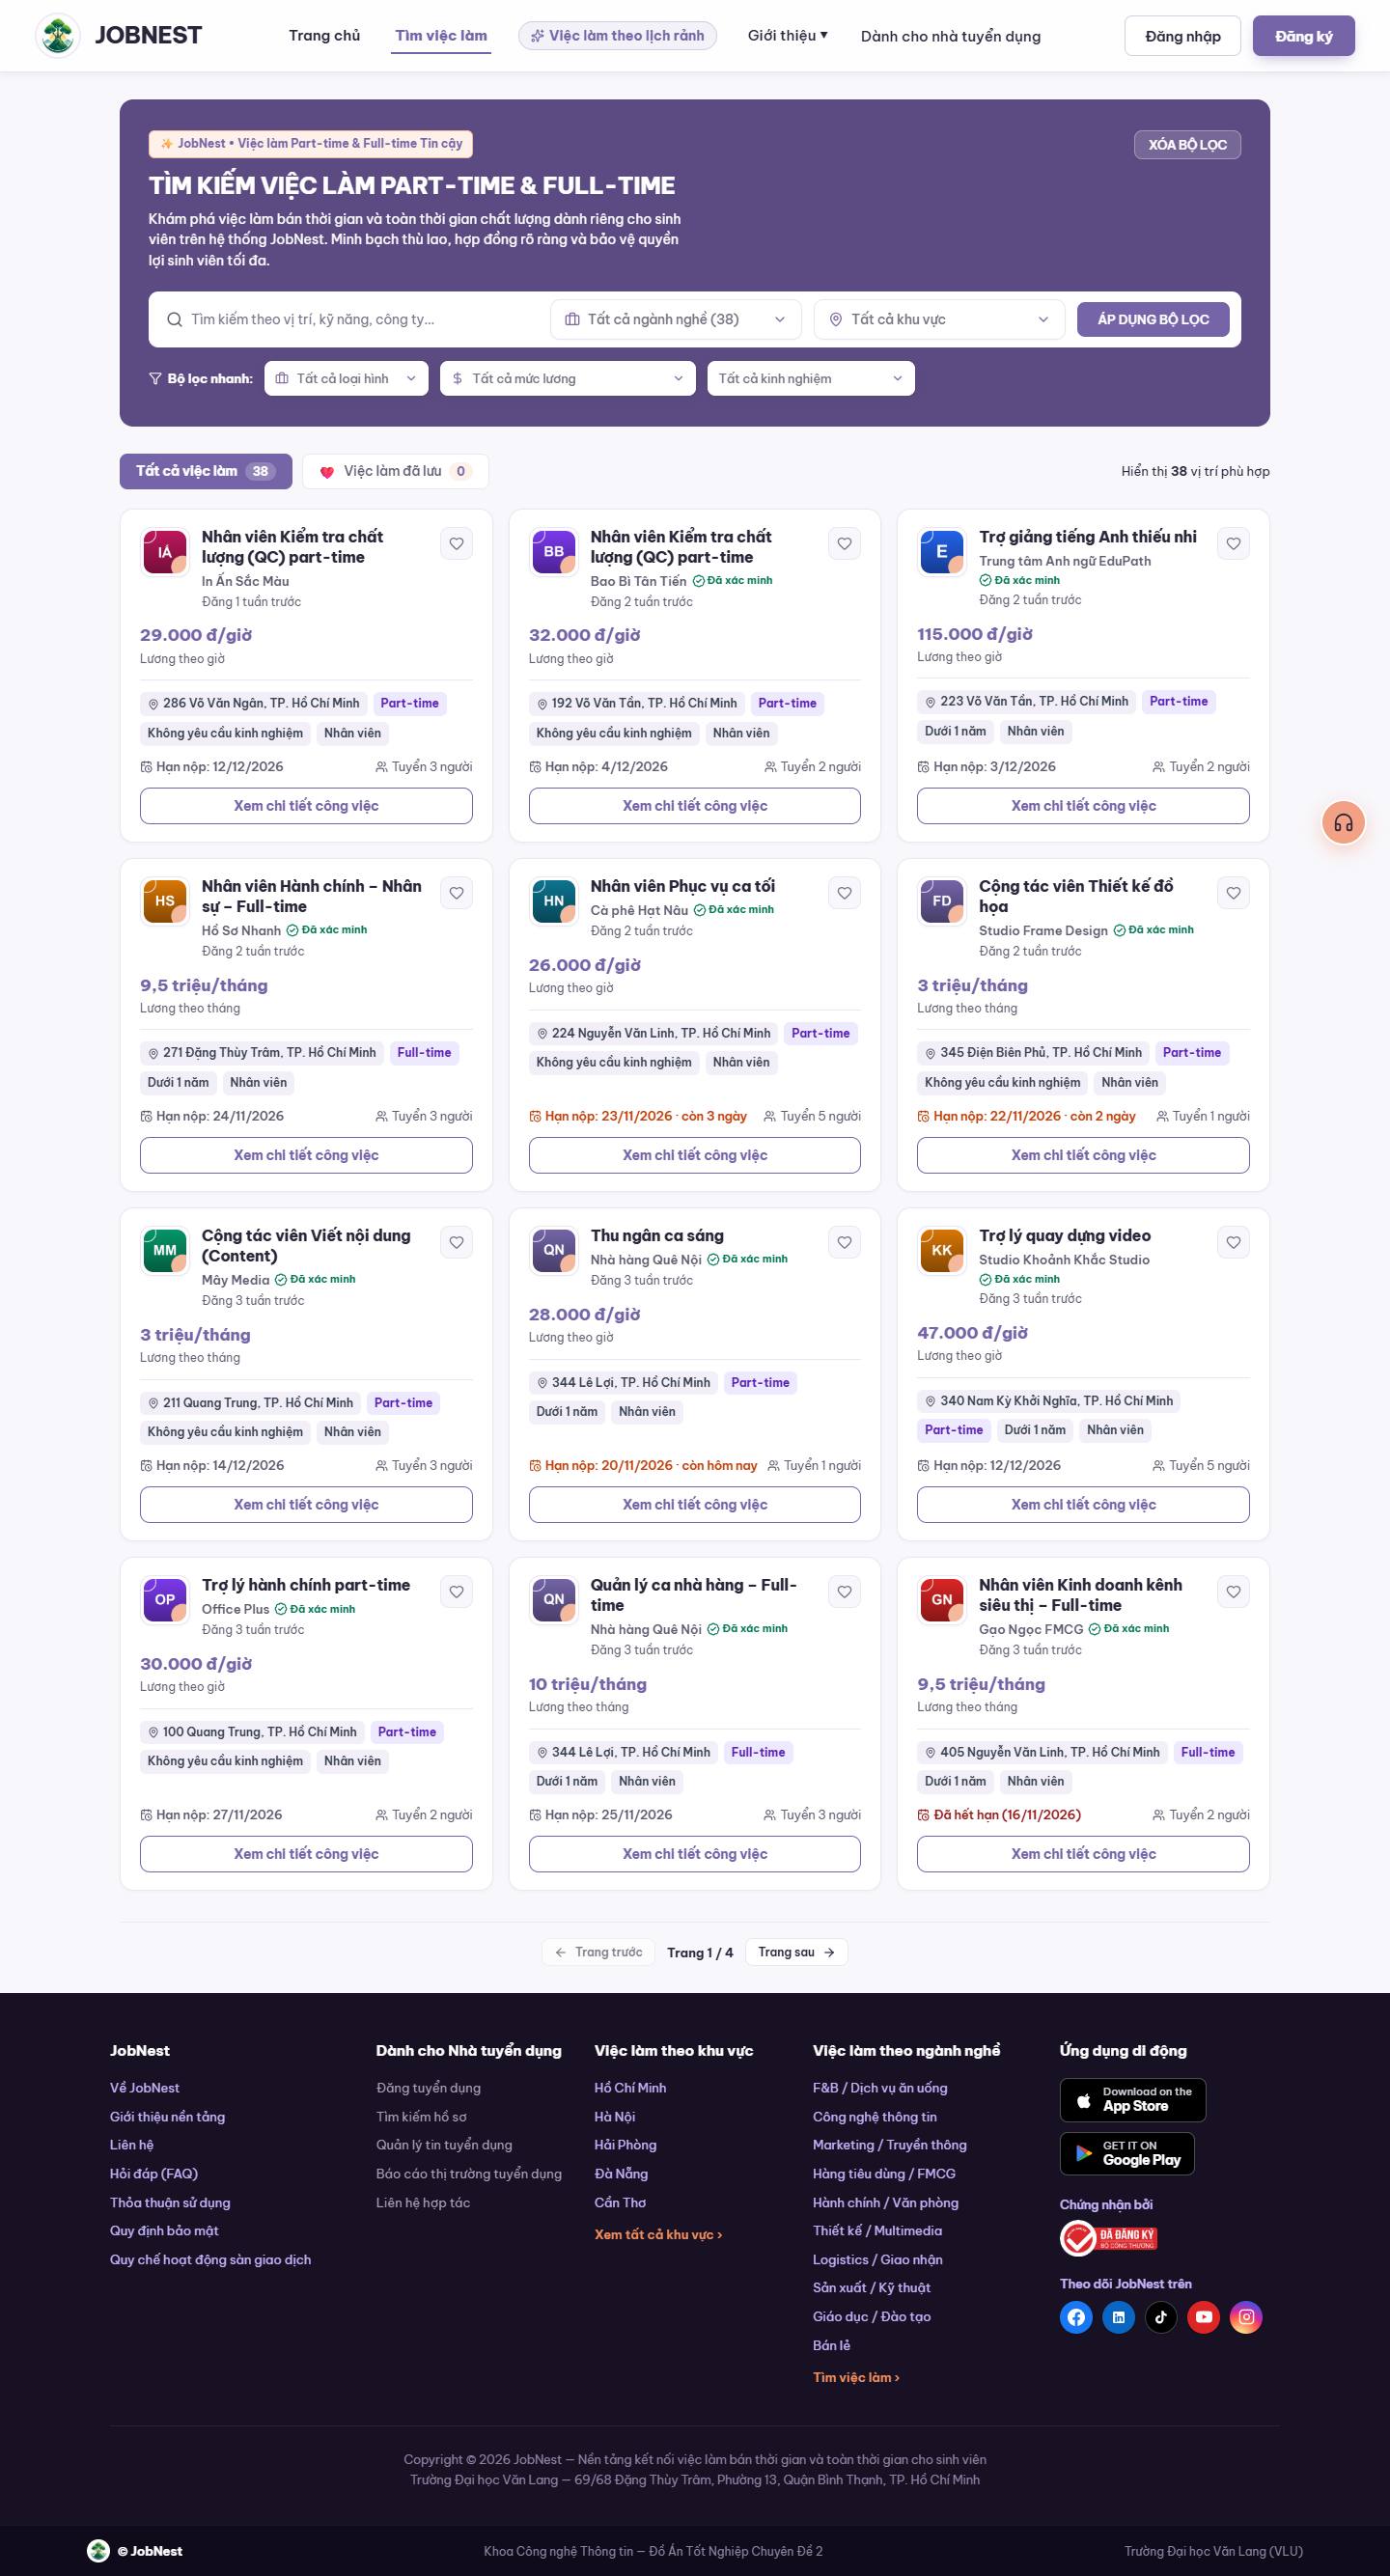 JOBNEST
Trang chủ
Tìm việc làm
Việc làm theo lịch rảnh
Giới thiệu ▼
Dành cho nhà tuyển dụng
Đăng nhập
Đăng ký
✨ JobNest • Việc làm Part-time & Full-time Tin cậy
XÓA BỘ LỌC
TÌM KIẾM VIỆC LÀM PART-TIME & FULL-TIME
Khám phá việc làm bán thời gian và toàn thời gian chất lượng dành riêng cho sinh
viên trên hệ thống JobNest. Minh bạch thù lao, hợp đồng rõ ràng và bảo vệ quyền
lợi sinh viên tối đa.
Tìm kiếm theo vị trí, kỹ năng, công ty...
Tất cả ngành nghề (38)
Tất cả khu vực
ÁP DỤNG BỘ LỌC
Bộ lọc nhanh:
Tất cả loại hình
Tất cả mức lương
Tất cả kinh nghiệm
Tất cả việc làm 38
Việc làm đã lưu 0
Hiển thị 38 vị trí phù hợp
IÁ
Nhân viên Kiểm tra chất
lượng (QC) part-time
In Ấn Sắc Màu
Đăng 1 tuần trước
29.000 đ/giờ
Lương theo giờ
286 Võ Văn Ngân, TP. Hồ Chí Minh
Part-time
Không yêu cầu kinh nghiệm
Nhân viên
Hạn nộp: 12/12/2026
Tuyển 3 người
Xem chi tiết công việc
BB
Nhân viên Kiểm tra chất
lượng (QC) part-time
Bao Bì Tân Tiến Đã xác minh
Đăng 2 tuần trước
32.000 đ/giờ
Lương theo giờ
192 Võ Văn Tần, TP. Hồ Chí Minh
Part-time
Không yêu cầu kinh nghiệm
Nhân viên
Hạn nộp: 4/12/2026
Tuyển 2 người
Xem chi tiết công việc
E
Trợ giảng tiếng Anh thiếu nhi
Trung tâm Anh ngữ EduPath
Đã xác minh
Đăng 2 tuần trước
115.000 đ/giờ
Lương theo giờ
223 Võ Văn Tần, TP. Hồ Chí Minh
Part-time
Dưới 1 năm
Nhân viên
Hạn nộp: 3/12/2026
Tuyển 2 người
Xem chi tiết công việc
HS
Nhân viên Hành chính – Nhân
sự – Full-time
Hồ Sơ Nhanh Đã xác minh
Đăng 2 tuần trước
9,5 triệu/tháng
Lương theo tháng
271 Đặng Thùy Trâm, TP. Hồ Chí Minh
Full-time
Dưới 1 năm
Nhân viên
Hạn nộp: 24/11/2026
Tuyển 3 người
Xem chi tiết công việc
HN
Nhân viên Phục vụ ca tối
Cà phê Hạt Nâu Đã xác minh
Đăng 2 tuần trước
26.000 đ/giờ
Lương theo giờ
224 Nguyễn Văn Linh, TP. Hồ Chí Minh
Part-time
Không yêu cầu kinh nghiệm
Nhân viên
Hạn nộp: 23/11/2026 · còn 3 ngày
Tuyển 5 người
Xem chi tiết công việc
FD
Cộng tác viên Thiết kế đồ
họa
Studio Frame Design Đã xác minh
Đăng 2 tuần trước
3 triệu/tháng
Lương theo tháng
345 Điện Biên Phủ, TP. Hồ Chí Minh
Part-time
Không yêu cầu kinh nghiệm
Nhân viên
Hạn nộp: 22/11/2026 · còn 2 ngày
Tuyển 1 người
Xem chi tiết công việc
MM
Cộng tác viên Viết nội dung
(Content)
Mây Media Đã xác minh
Đăng 3 tuần trước
3 triệu/tháng
Lương theo tháng
211 Quang Trung, TP. Hồ Chí Minh
Part-time
Không yêu cầu kinh nghiệm
Nhân viên
Hạn nộp: 14/12/2026
Tuyển 3 người
Xem chi tiết công việc
QN
Thu ngân ca sáng
Nhà hàng Quê Nội Đã xác minh
Đăng 3 tuần trước
28.000 đ/giờ
Lương theo giờ
344 Lê Lợi, TP. Hồ Chí Minh
Part-time
Dưới 1 năm
Nhân viên
Hạn nộp: 20/11/2026 · còn hôm nay
Tuyển 1 người
Xem chi tiết công việc
KK
Trợ lý quay dựng video
Studio Khoảnh Khắc Studio
Đã xác minh
Đăng 3 tuần trước
47.000 đ/giờ
Lương theo giờ
340 Nam Kỳ Khởi Nghĩa, TP. Hồ Chí Minh
Part-time
Dưới 1 năm
Nhân viên
Hạn nộp: 12/12/2026
Tuyển 5 người
Xem chi tiết công việc
OP
Trợ lý hành chính part-time
Office Plus Đã xác minh
Đăng 3 tuần trước
30.000 đ/giờ
Lương theo giờ
100 Quang Trung, TP. Hồ Chí Minh
Part-time
Không yêu cầu kinh nghiệm
Nhân viên
Hạn nộp: 27/11/2026
Tuyển 2 người
Xem chi tiết công việc
QN
Quản lý ca nhà hàng – Full-
time
Nhà hàng Quê Nội Đã xác minh
Đăng 3 tuần trước
10 triệu/tháng
Lương theo tháng
344 Lê Lợi, TP. Hồ Chí Minh
Full-time
Dưới 1 năm
Nhân viên
Hạn nộp: 25/11/2026
Tuyển 3 người
Xem chi tiết công việc
GN
Nhân viên Kinh doanh kênh
siêu thị – Full-time
Gạo Ngọc FMCG Đã xác minh
Đăng 3 tuần trước
9,5 triệu/tháng
Lương theo tháng
405 Nguyễn Văn Linh, TP. Hồ Chí Minh
Full-time
Dưới 1 năm
Nhân viên
Đã hết hạn (16/11/2026)
Tuyển 2 người
Xem chi tiết công việc
← Trang trước
Trang 1 / 4
Trang sau →
JobNest
Về JobNest
Giới thiệu nền tảng
Liên hệ
Hỏi đáp (FAQ)
Thỏa thuận sử dụng
Quy định bảo mật
Quy chế hoạt động sàn giao dịch
Dành cho Nhà tuyển dụng
Đăng tuyển dụng
Tìm kiếm hồ sơ
Quản lý tin tuyển dụng
Báo cáo thị trường tuyển dụng
Liên hệ hợp tác
Việc làm theo khu vực
Hồ Chí Minh
Hà Nội
Hải Phòng
Đà Nẵng
Cần Thơ
Xem tất cả khu vực ›
Việc làm theo ngành nghề
F&B / Dịch vụ ăn uống
Công nghệ thông tin
Marketing / Truyền thông
Hàng tiêu dùng / FMCG
Hành chính / Văn phòng
Thiết kế / Multimedia
Logistics / Giao nhận
Sản xuất / Kỹ thuật
Giáo dục / Đào tạo
Bán lẻ
Tìm việc làm ›
Ứng dụng di động
Download on the
App Store
GET IT ON
Google Play
Chứng nhận bởi
ĐÃ ĐĂNG KÝ
BỘ CÔNG THƯƠNG
Theo dõi JobNest trên
Copyright © 2026 JobNest — Nền tảng kết nối việc làm bán thời gian và toàn thời gian cho sinh viên
Trường Đại học Văn Lang — 69/68 Đặng Thùy Trâm, Phường 13, Quận Bình Thạnh, TP. Hồ Chí Minh
© JobNest
Khoa Công nghệ Thông tin — Đồ Án Tốt Nghiệp Chuyên Đề 2
Trường Đại học Văn Lang (VLU)